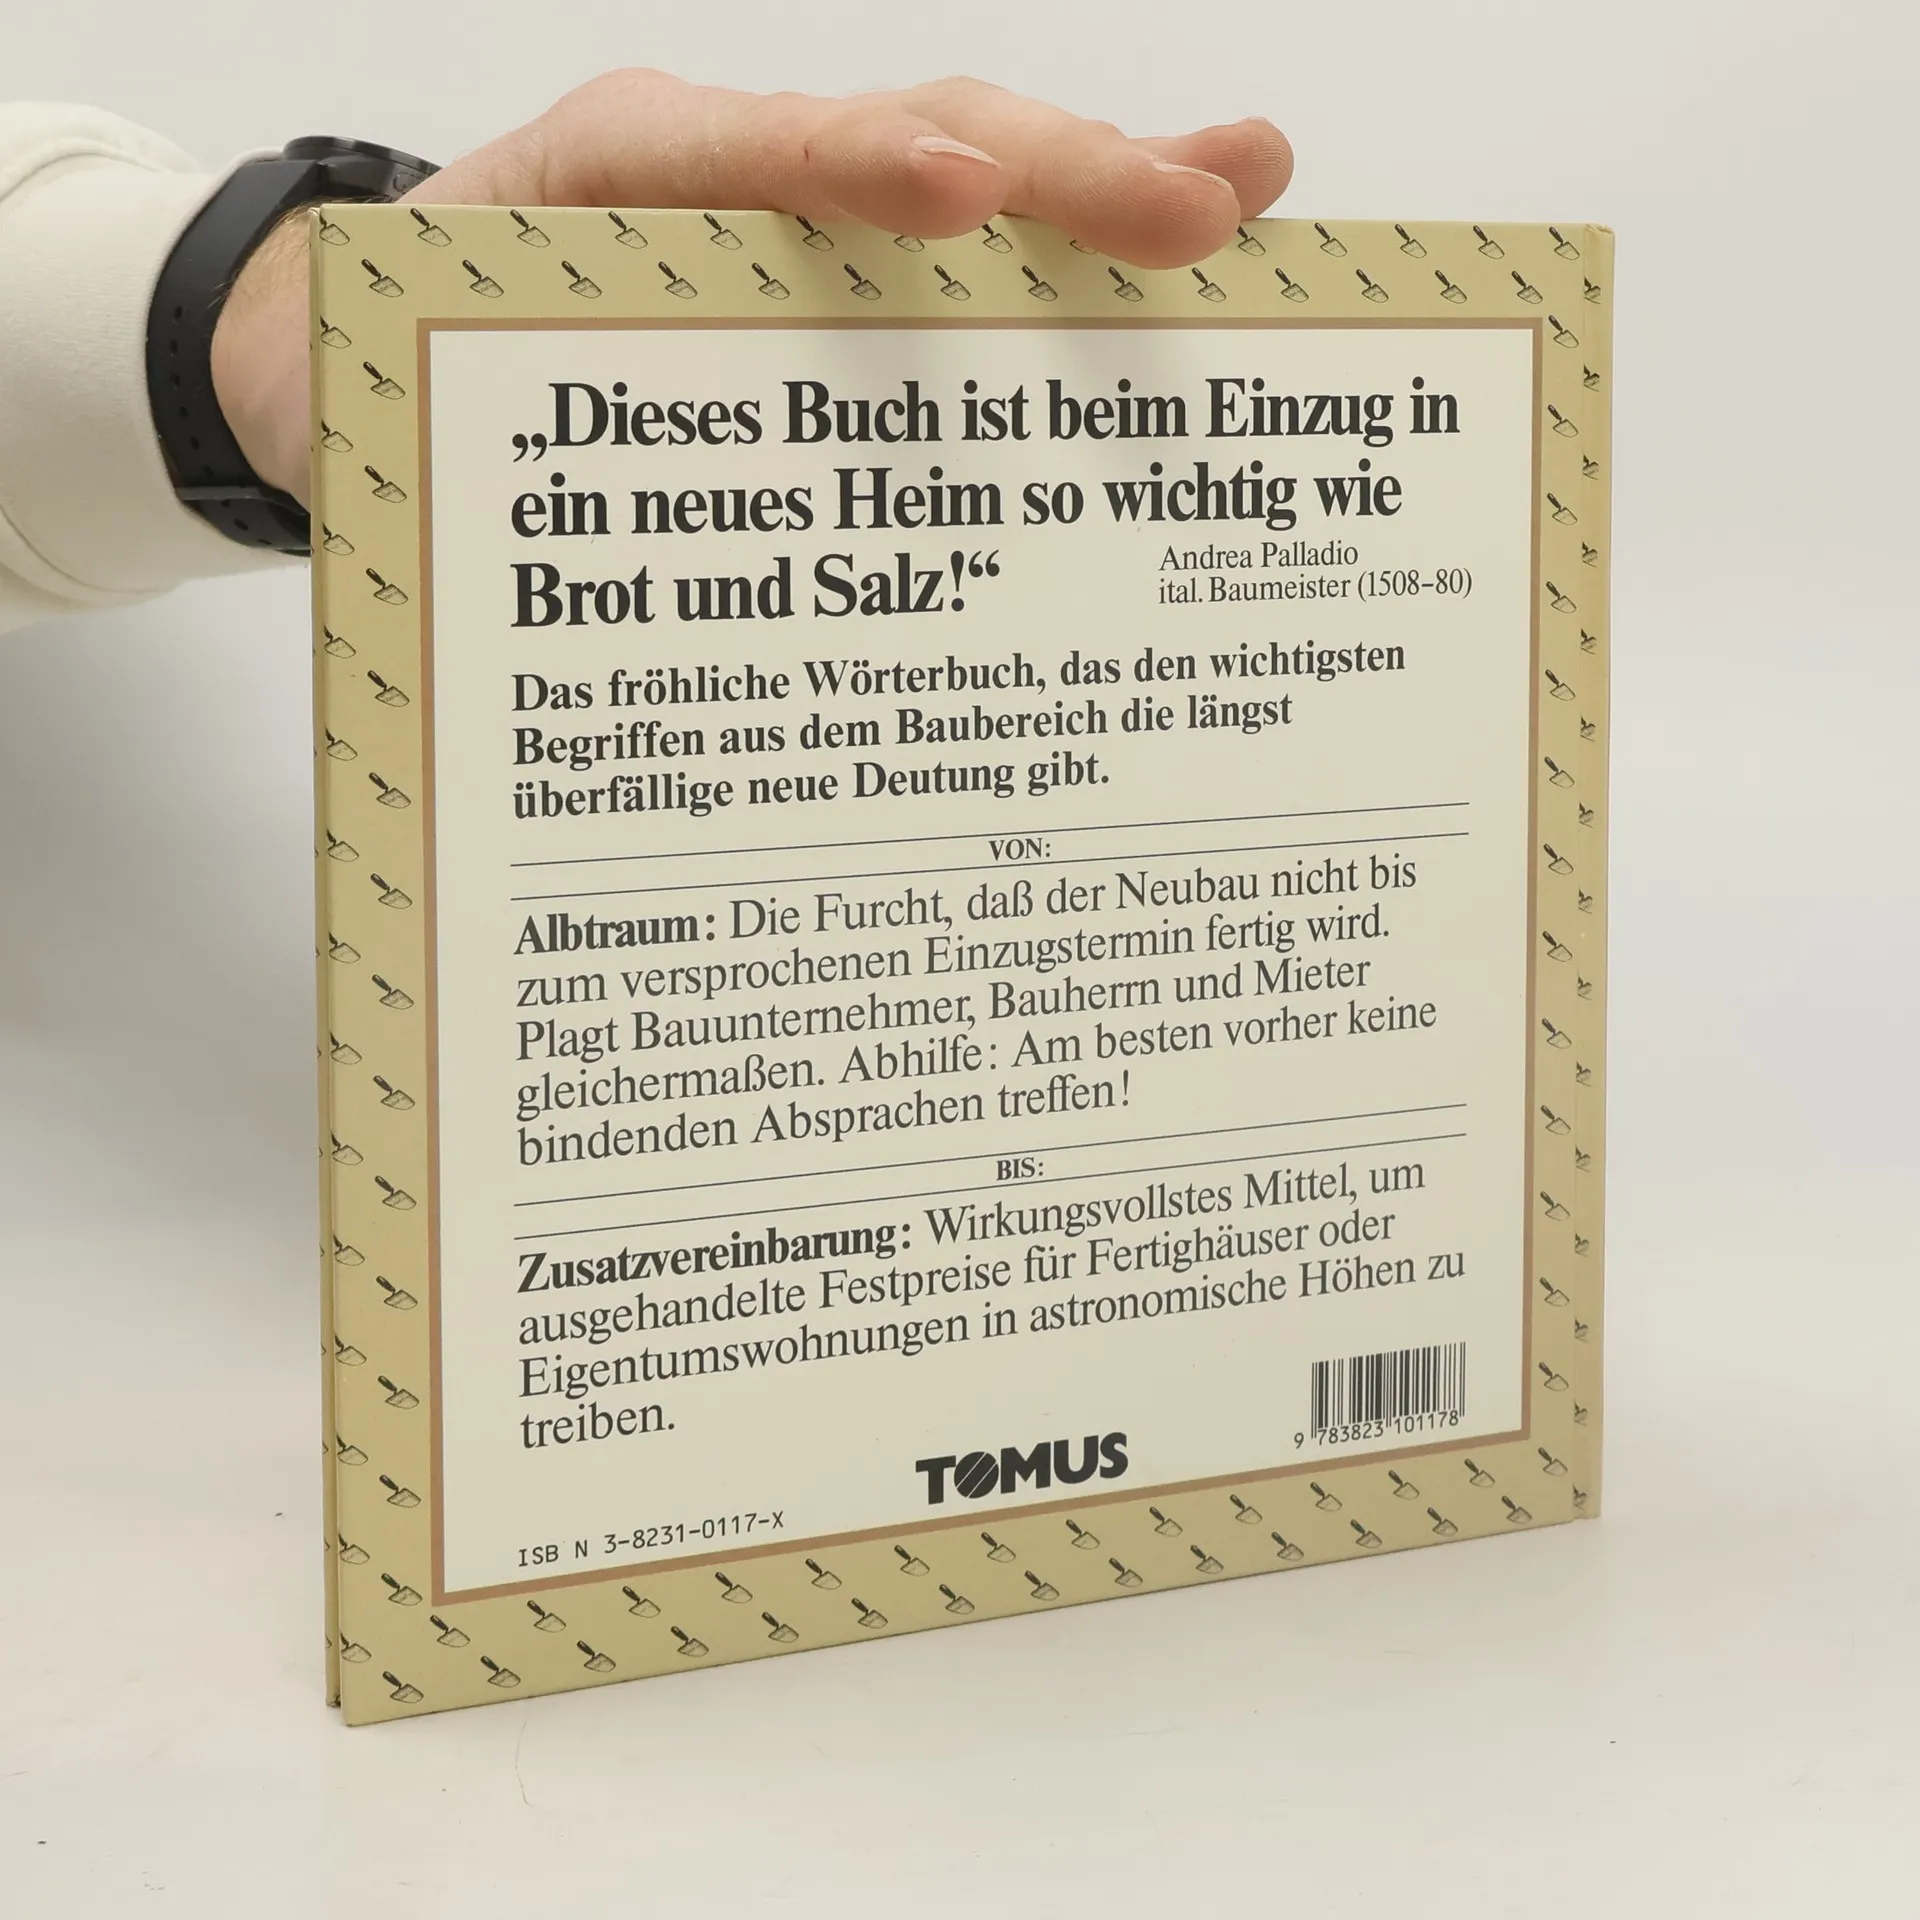 „Dieses Buch ist beim Einzug in
ein neues Heim so wichtig wie
Brot und Salz!“
Andrea Palladio
ital. Baumeister (1508–80)
Das fröhliche Wörterbuch, das den wichtigsten
Begriffen aus dem Baubereich die längst
überfällige neue Deutung gibt.
VON:
Albtraum: Die Furcht, daß der Neubau nicht bis
zum versprochenen Einzugstermin fertig wird.
Plagt Bauunternehmer, Bauherrn und Mieter
gleichermaßen. Abhilfe: Am besten vorher keine
bindenden Absprachen treffen!
BIS:
Zusatzvereinbarung: Wirkungsvollstes Mittel, um
ausgehandelte Festpreise für Fertighäuser oder
Eigentumswohnungen in astronomische Höhen zu
treiben.
9 783823 101178
TOMUS
ISB N 3-8231-0117-X